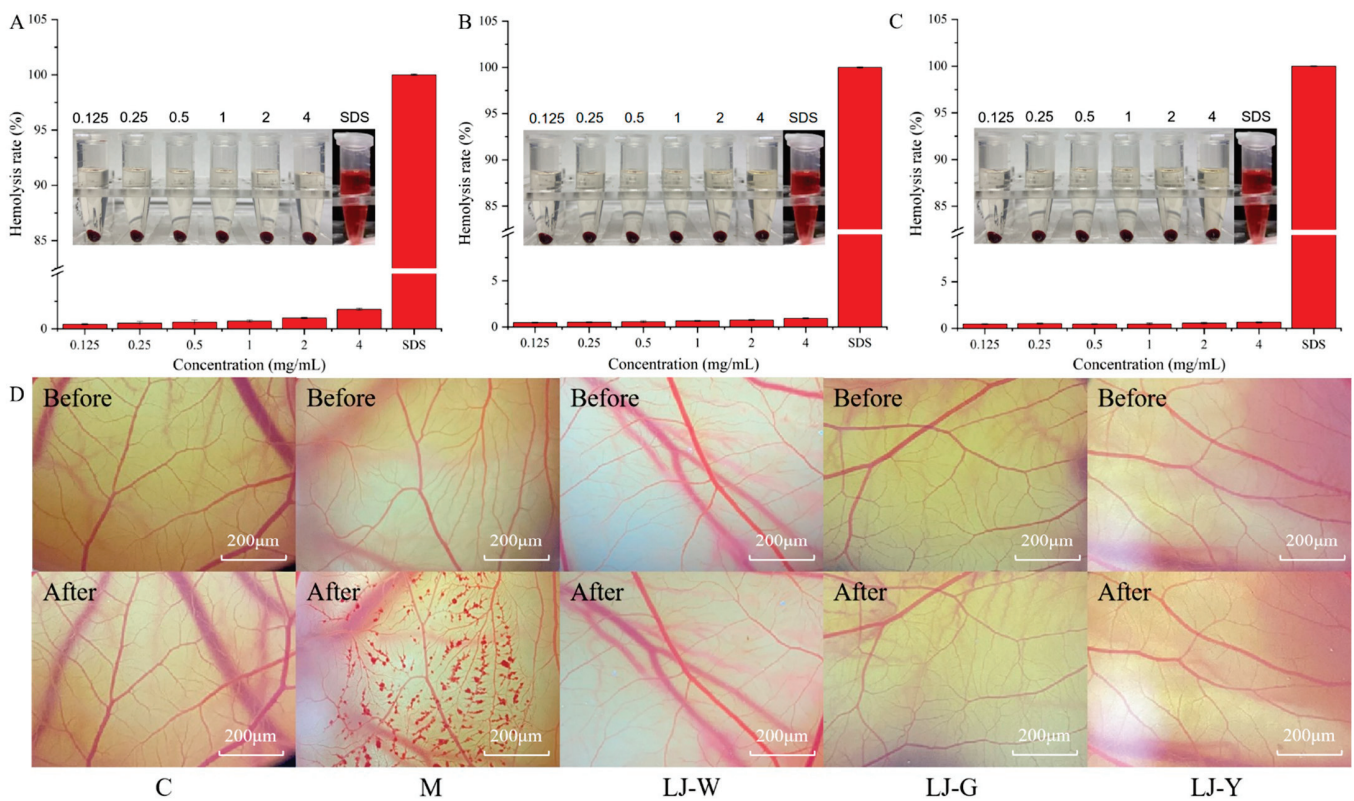 A
Hemolysis rate (%)
105
100
95
90
85
0
0.125 0.25 0.5 1 2 4 SDS
0.125 0.25 0.5 1 2 4 SDS
Concentration (mg/mL)
B
Hemolysis rate (%)
105
100
95
90
85
5
0
0.125 0.25 0.5 1 2 4 SDS
0.125 0.25 0.5 1 2 4 SDS
Concentration (mg/mL)
C
Hemolysis rate (%)
105
100
95
90
85
5
0
0.125 0.25 0.5 1 2 4 SDS
0.125 0.25 0.5 1 2 4 SDS
Concentration (mg/mL)
D
Before Before Before Before Before
200μm 200μm 200μm 200μm 200μm
After After After After After
200μm 200μm 200μm 200μm 200μm
C M LJ-W LJ-G LJ-Y